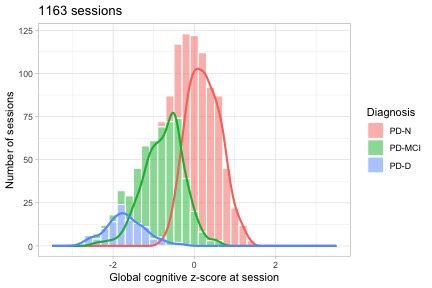 1163 sessions
Number of sessions
125
100
75
50
25
0
-2
0
2
Global cognitive z-score at session
Diagnosis
PD-N
PD-MCI
PD-D